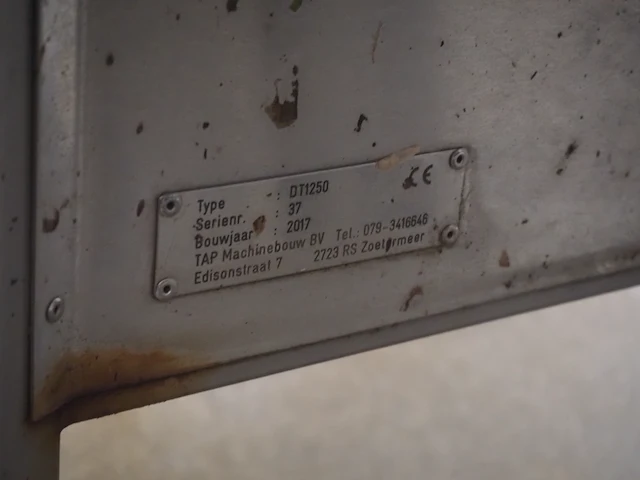 Type : DT1250 CE
Serienr. : 37
Bouwjaar : 2017
TAP Machinebouw BV Tel.: 079-3416646
Edisonstraat 7 2723 RS Zoetermeer